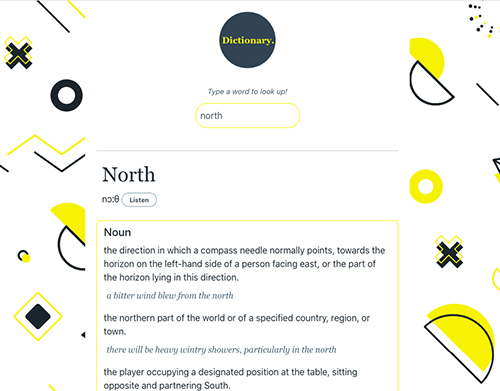 Dictionary.
Type a word to look up!
north
North
nɔːθ Listen
Noun
the direction in which a compass needle normally points, towards the
horizon on the left-hand side of a person facing east, or the part of
the horizon lying in this direction.
a bitter wind blew from the north
the northern part of the world or of a specified country, region, or
town.
there will be heavy wintry showers, particularly in the north
the player occupying a designated position at the table, sitting
opposite and partnering South.